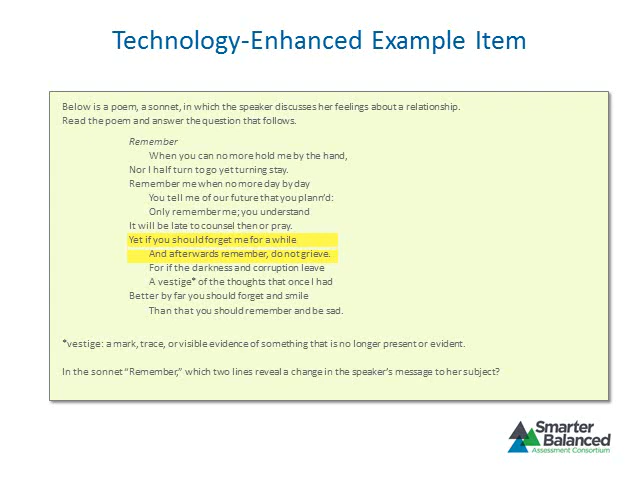 Technology-Enhanced Example Item
Below is a poem, a sonnet, in which the speaker discusses her feelings about a relationship.
Read the poem and answer the question that follows.
Remember
When you can no more hold me by the hand,
Nor I half turn to go yet turning stay.
Remember me when no more day by day
You tell me of our future that you plann'd:
Only remember me; you understand
It will be late to counsel then or pray.
Yet if you should forget me for a while
And afterwards remember, do not grieve.
For if the darkness and corruption leave
A vestige* of the thoughts that once I had
Better by far you should forget and smile
Than that you should remember and be sad.
*vestige: a mark, trace, or visible evidence of something that is no longer present or evident.
In the sonnet “Remember,” which two lines reveal a change in the speaker's message to her subject?
Smarter
Balanced
Assessment Consortium